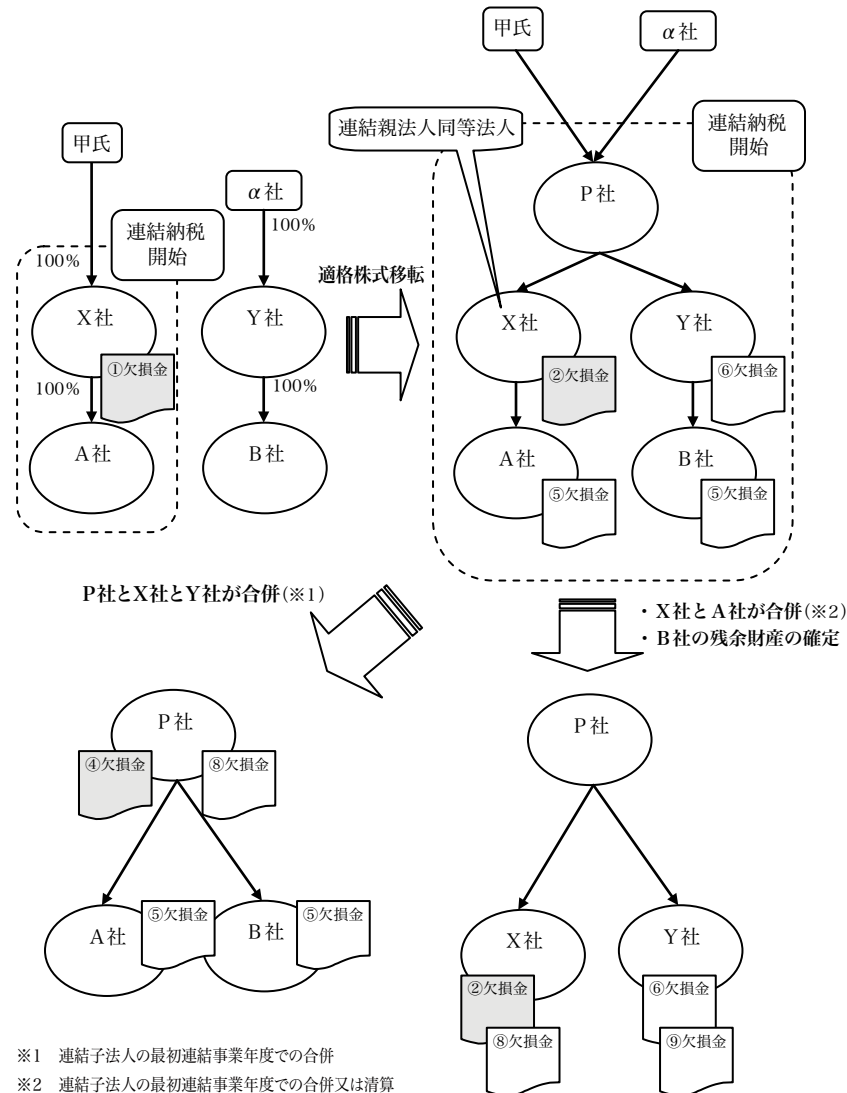 甲氏
α社
100%
100%
連結納税
開始
X社
①欠損金
100%
A社
Y社
100%
B社
適格株式移転
甲氏
α社
連結親法人同等法人
連結納税
開始
P社
X社
②欠損金
Y社
⑥欠損金
A社
⑤欠損金
B社
⑤欠損金
P社とX社とY社が合併(※1)
・X社とA社が合併(※2)
・B社の残余財産の確定
P社
④欠損金
⑧欠損金
A社
⑤欠損金
B社
⑤欠損金
P社
X社
②欠損金
⑧欠損金
Y社
⑥欠損金
⑨欠損金
※1 連結子法人の最初連結事業年度での合併
※2 連結子法人の最初連結事業年度での合併又は清算